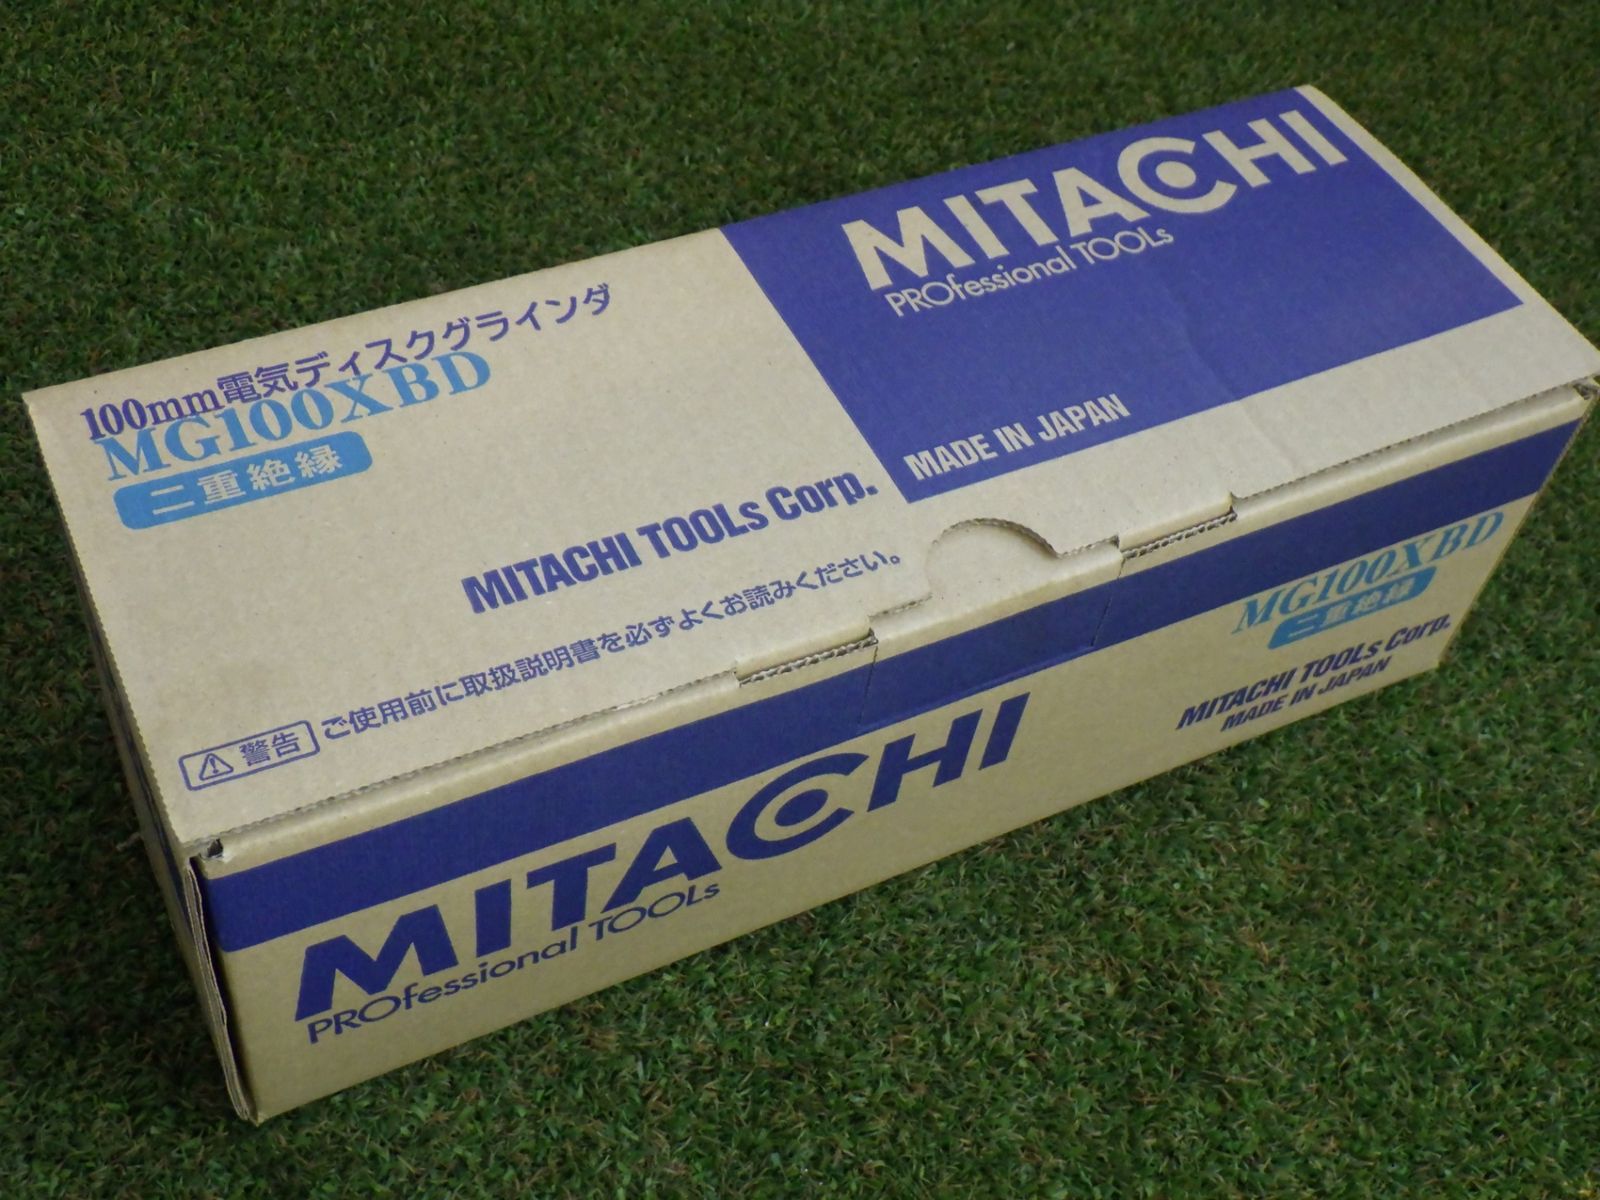 MITACHI
PROfessional TOOLs
MADE IN JAPAN
100mm電気ディスクグラインダ
MG100XBD
二重絶縁
MITACHI TOOLs Corp.
⚠ 警告 ご使用前に取扱説明書を必ずよくお読みください。
MITACHI
PROfessional TOOLs
MG100XBD
二重絶縁
MITACHI TOOLs Corp.
MADE IN JAPAN